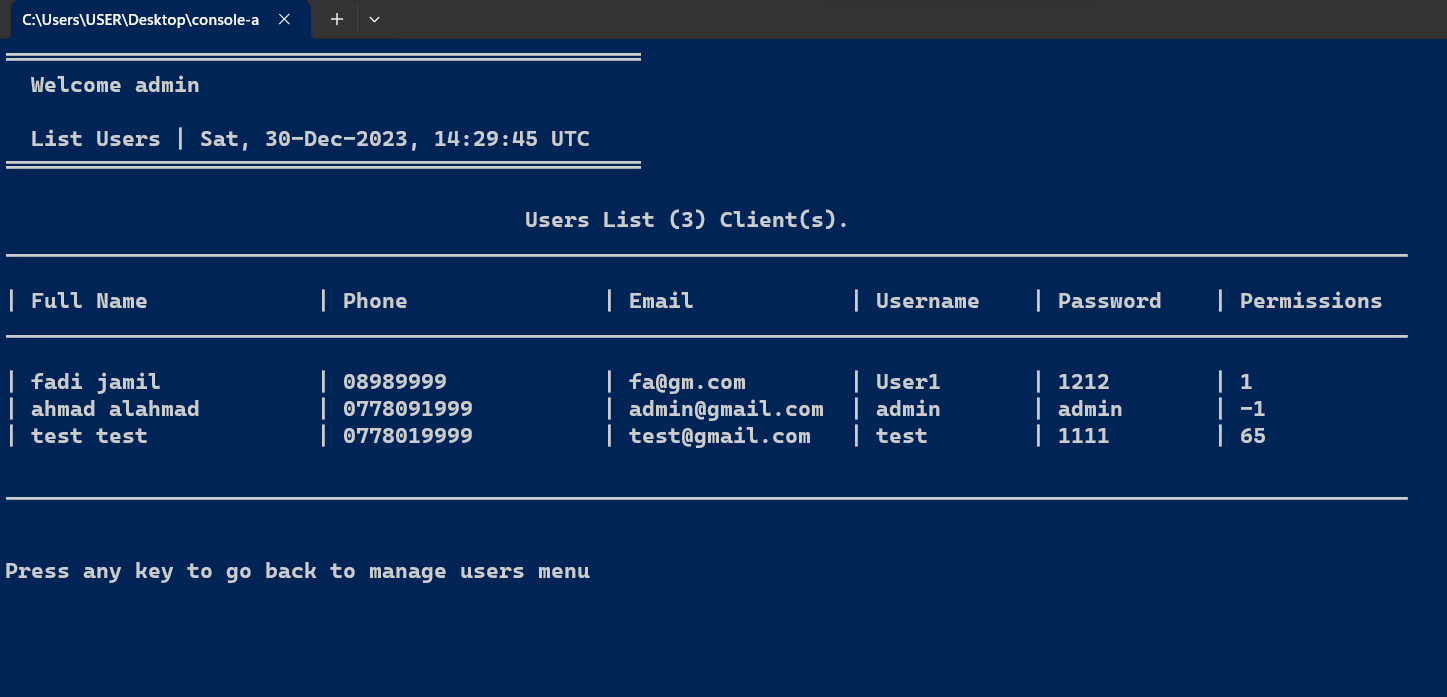 C:\Users\USER\Desktop\console-a
Welcome admin
List Users | Sat, 30-Dec-2023, 14:29:45 UTC
Users List (3) Client(s).
| Full Name | Phone | Email | Username | Password | Permissions
| fadi jamil | 08989999 | fa@gm.com | User1 | 1212 | 1
| ahmad alahmad | 0778091999 | admin@gmail.com | admin | admin | -1
| test test | 0778019999 | test@gmail.com | test | 1111 | 65
Press any key to go back to manage users menu